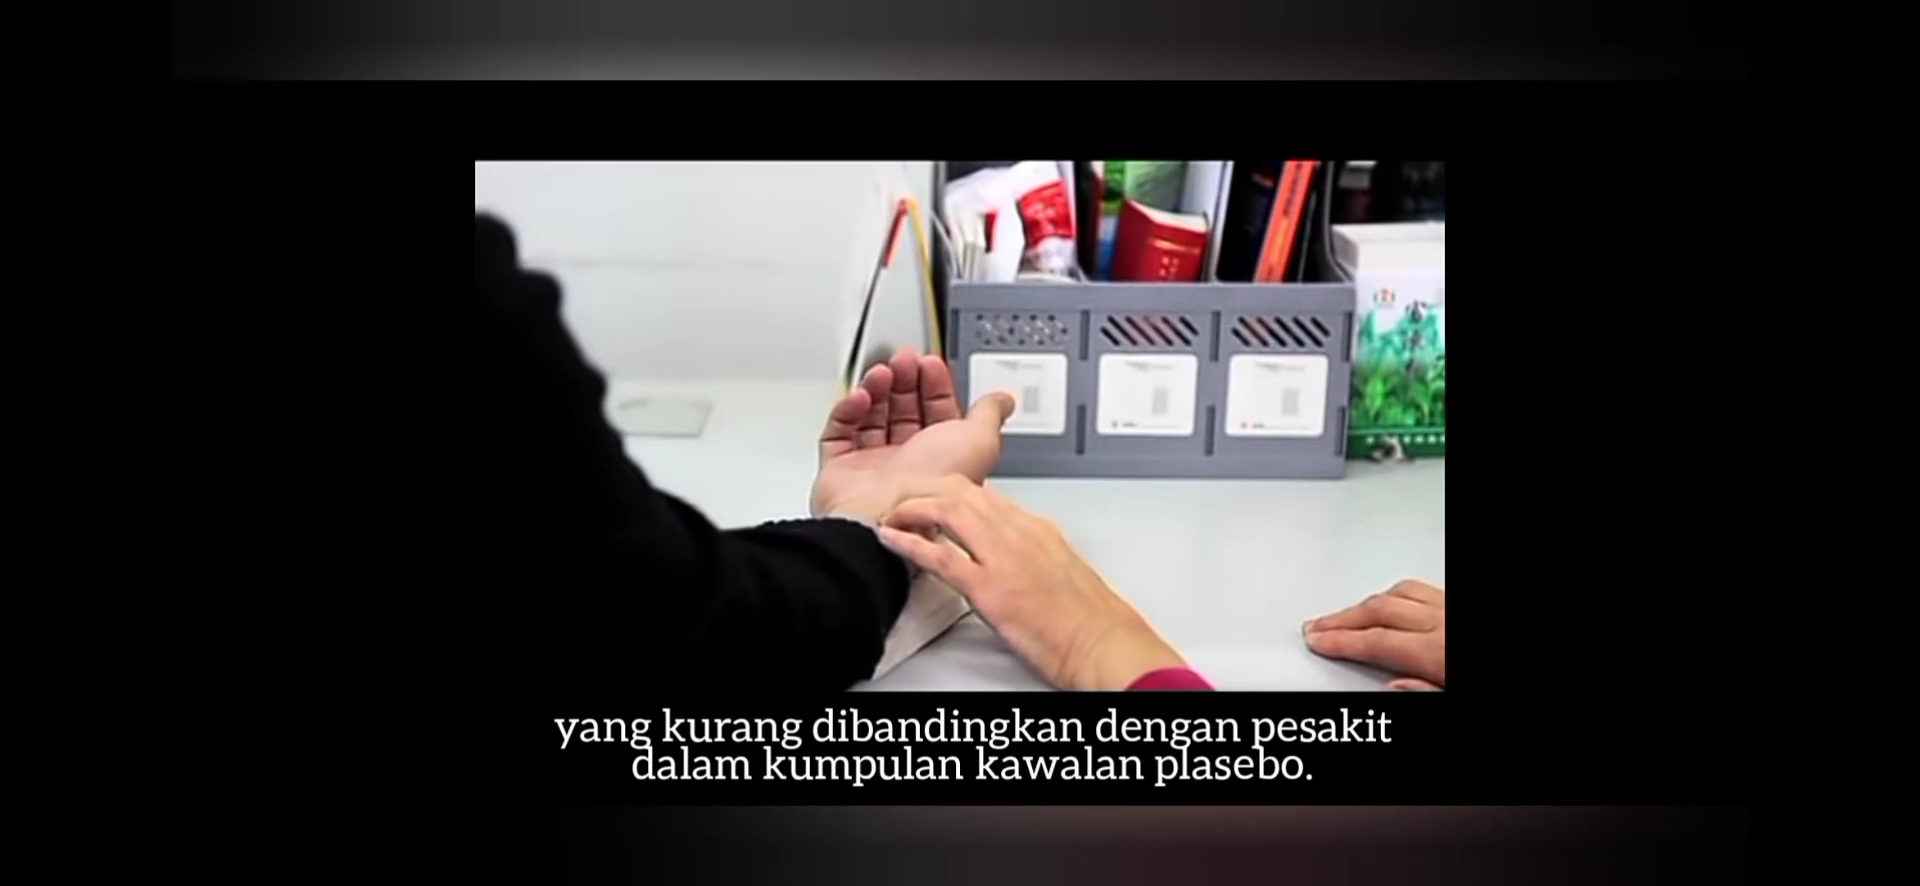 yang kurang dibandingkan dengan pesakit
dalam kumpulan kawalan plasebo.